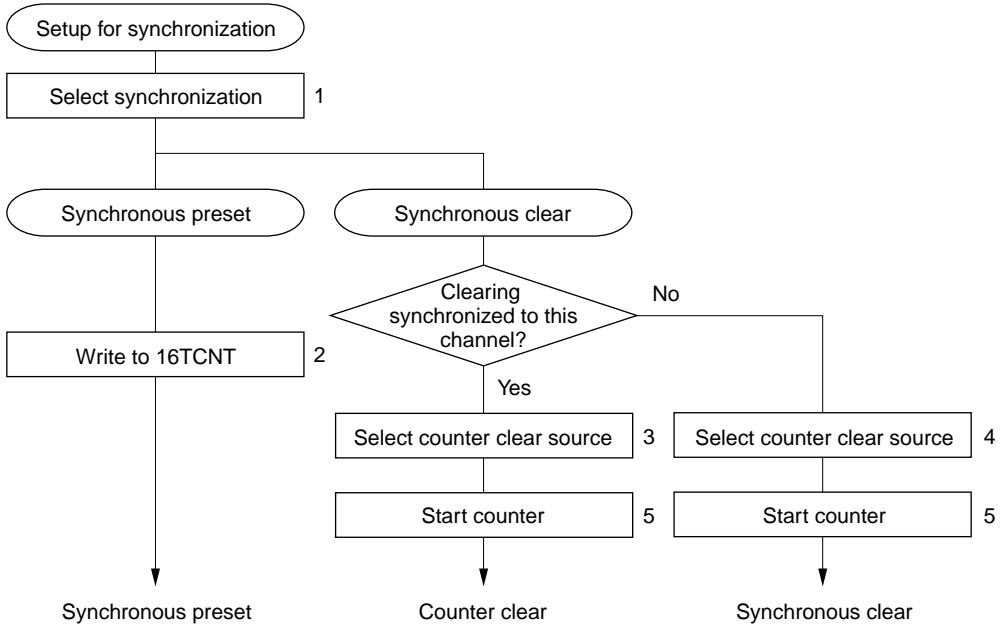 Setup for synchronization
Select synchronization 1
Synchronous preset
Synchronous clear
Clearing
synchronized to this
channel?
No
Write to 16TCNT 2
Yes
Select counter clear source 3
Select counter clear source 4
Start counter 5
Start counter 5
Synchronous preset
Counter clear
Synchronous clear